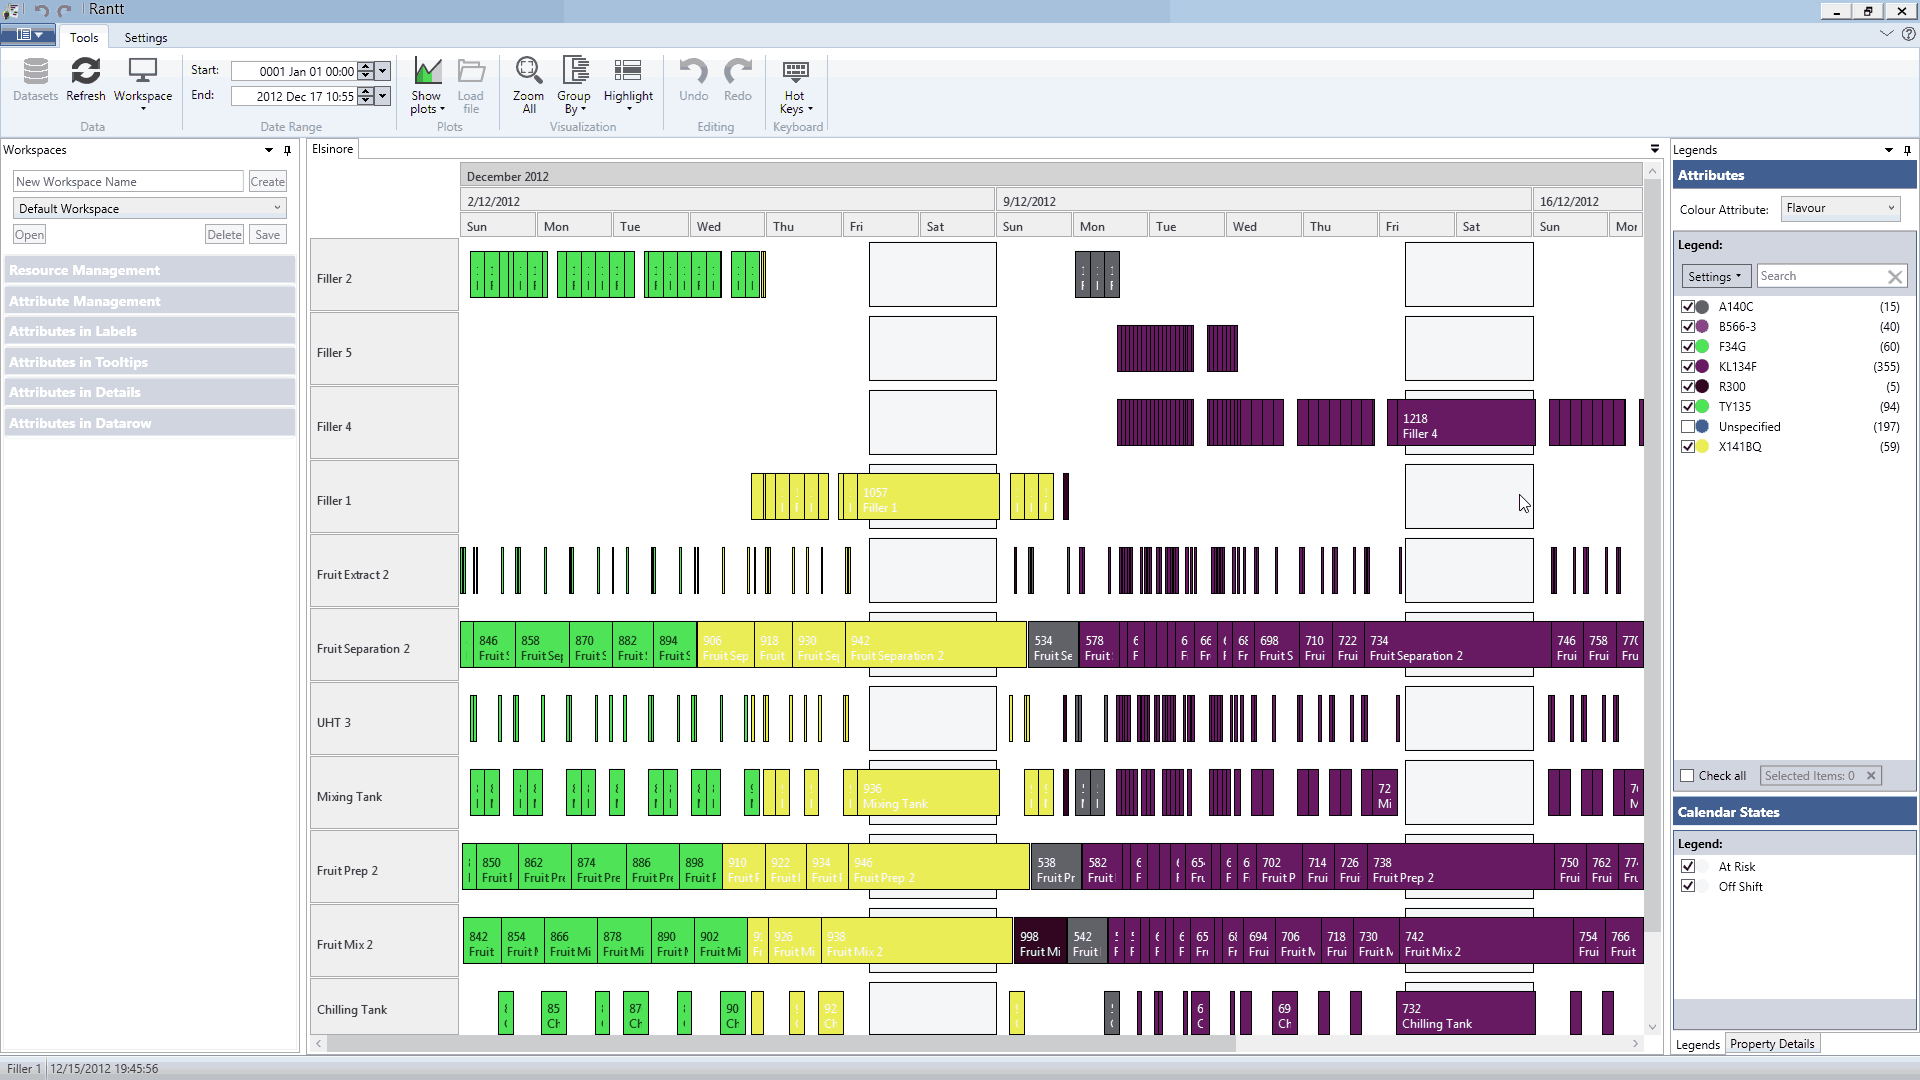 Rantt
Tools Settings
Datasets Refresh Workspace
Data
Start: 0001 Jan 01 00:00
End: 2012 Dec 17 10:55
Date Range
Show plots
Load file
Plots
Zoom All
Group By
Highlight
Visualization
Undo Redo
Editing
Hot Keys
Keyboard
Workspaces
New Workspace Name Create
Default Workspace
Open Delete Save
Resource Management
Attribute Management
Attributes in Labels
Attributes in Tooltips
Attributes in Details
Attributes in Datarow
Elsinore
December 2012
2/12/2012 9/12/2012 16/12/2012
Sun Mon Tue Wed Thu Fri Sat Sun Mon Tue Wed Thu Fri Sat Sun Mor
Filler 2
Filler 5
Filler 4
1218
Filler 4
Filler 1
1057
Filler 1
Fruit Extract 2
Fruit Separation 2
846 858 870 882 894 906 918 930 942 534 578 698 710 722 734 746 758 770
Fruit Separation 2 Fruit Separation 2
UHT 3
Mixing Tank
936
Mixing Tank
72
Mi
Fruit Prep 2
850 862 874 886 898 910 922 934 946 538 582 702 714 726 738 750 762
Fruit Prep 2 Fruit Prep 2
Fruit Mix 2
842 854 866 878 890 902 926 938 998 542 694 706 718 730 742 754 766
Fruit Mix 2 Fruit Mix 2
Chilling Tank
85 87 90 92 69 732
Ch Ch Ch Ch Ch Chilling Tank
Legends
Attributes
Colour Attribute: Flavour
Legend:
Settings Search
A140C (15)
B566-3 (40)
F34G (60)
KL134F (355)
R300 (5)
TY135 (94)
Unspecified (197)
X141BQ (59)
Check all Selected Items: 0
Calendar States
Legend:
At Risk
Off Shift
Legends Property Details
Filler 1 12/15/2012 19:45:56